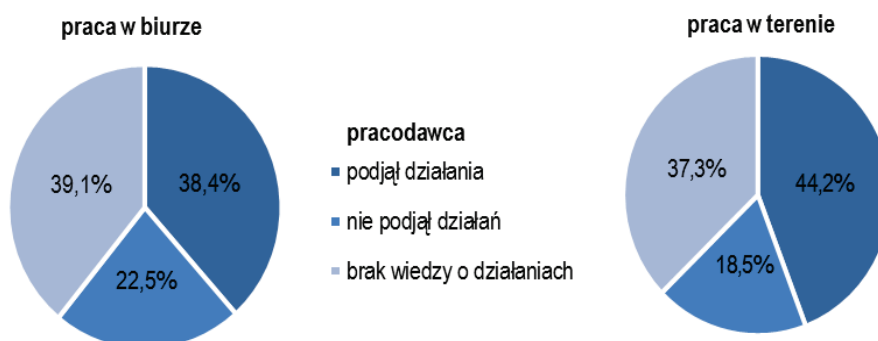 praca w biurze
39,1%
38,4%
22,5%
pracodawca
podjął działania
nie podjął działań
brak wiedzy o działaniach
praca w terenie
37,3%
44,2%
18,5%